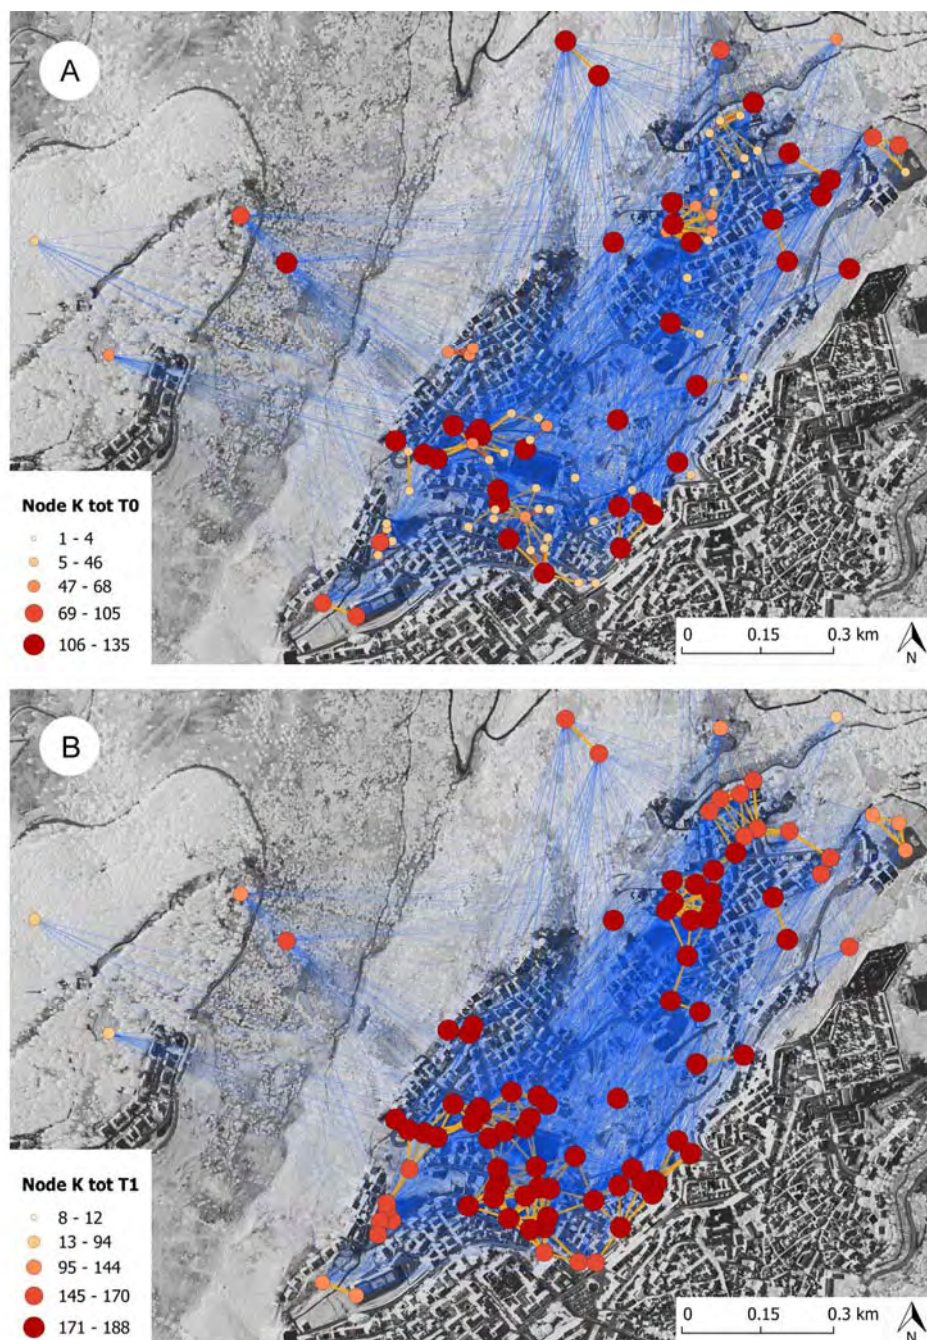 A
Node K tot T0
1 - 4
5 - 46
47 - 68
69 - 105
106 - 135
0 0.15 0.3 km
N
B
Node K tot T1
8 - 12
13 - 94
95 - 144
145 - 170
171 - 188
0 0.15 0.3 km
N